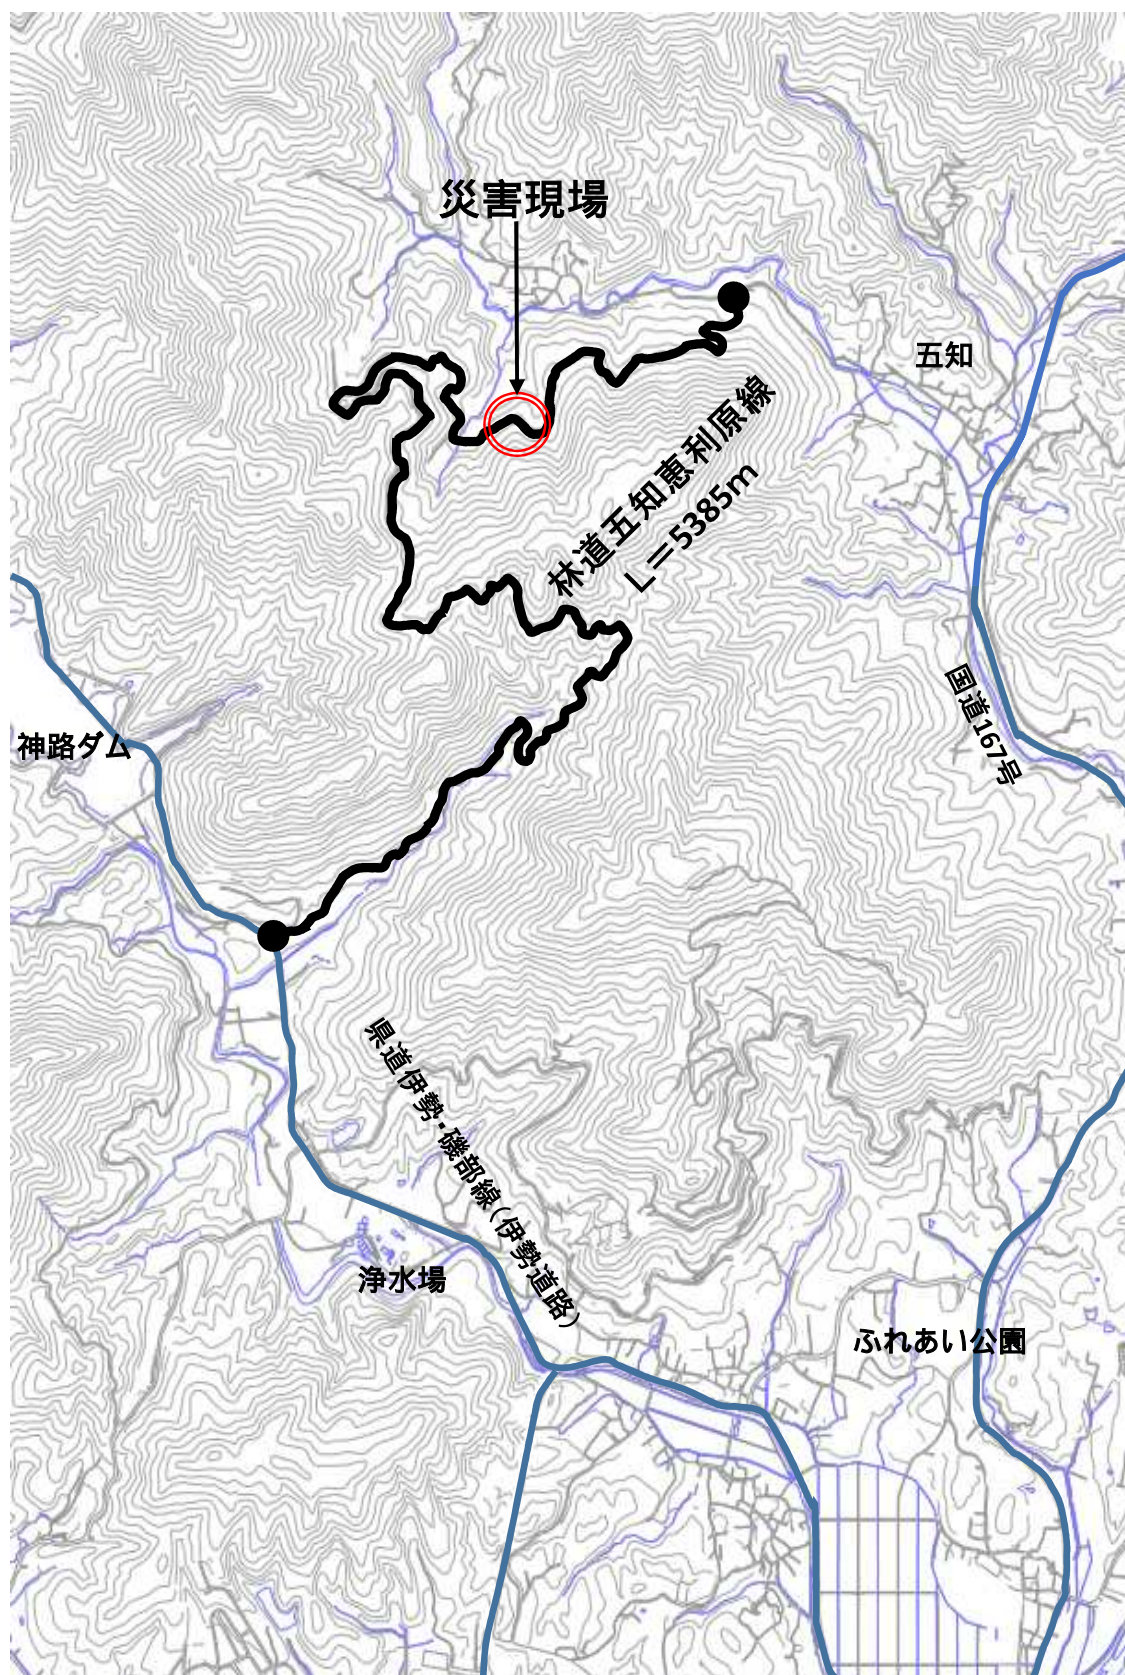 災害現場
五知
林道五知恵利原線
L=5385m
国道167号
神路ダム
県道伊勢・磯部線(伊勢道路)
浄水場
ふれあい公園